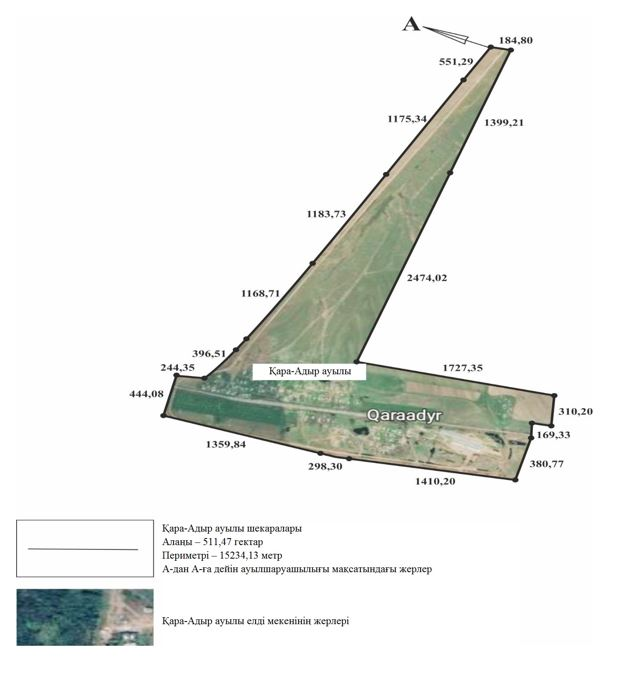 А
184,80
551,29
1175,34
1399,21
1183,73
2474,02
1168,71
396,51
244,35
Қара-Адыр ауылы
1727,35
444,08
Qaraadyr
310,20
169,33
1359,84
298,30
380,77
1410,20
Қара-Адыр ауылы шекаралары
Алаңы – 511,47 гектар
Периметрі – 15234,13 метр
А-дан А-ға дейін ауылшаруашылығы мақсатындағы жерлер
Қара-Адыр ауылы елді мекенінің жерлері